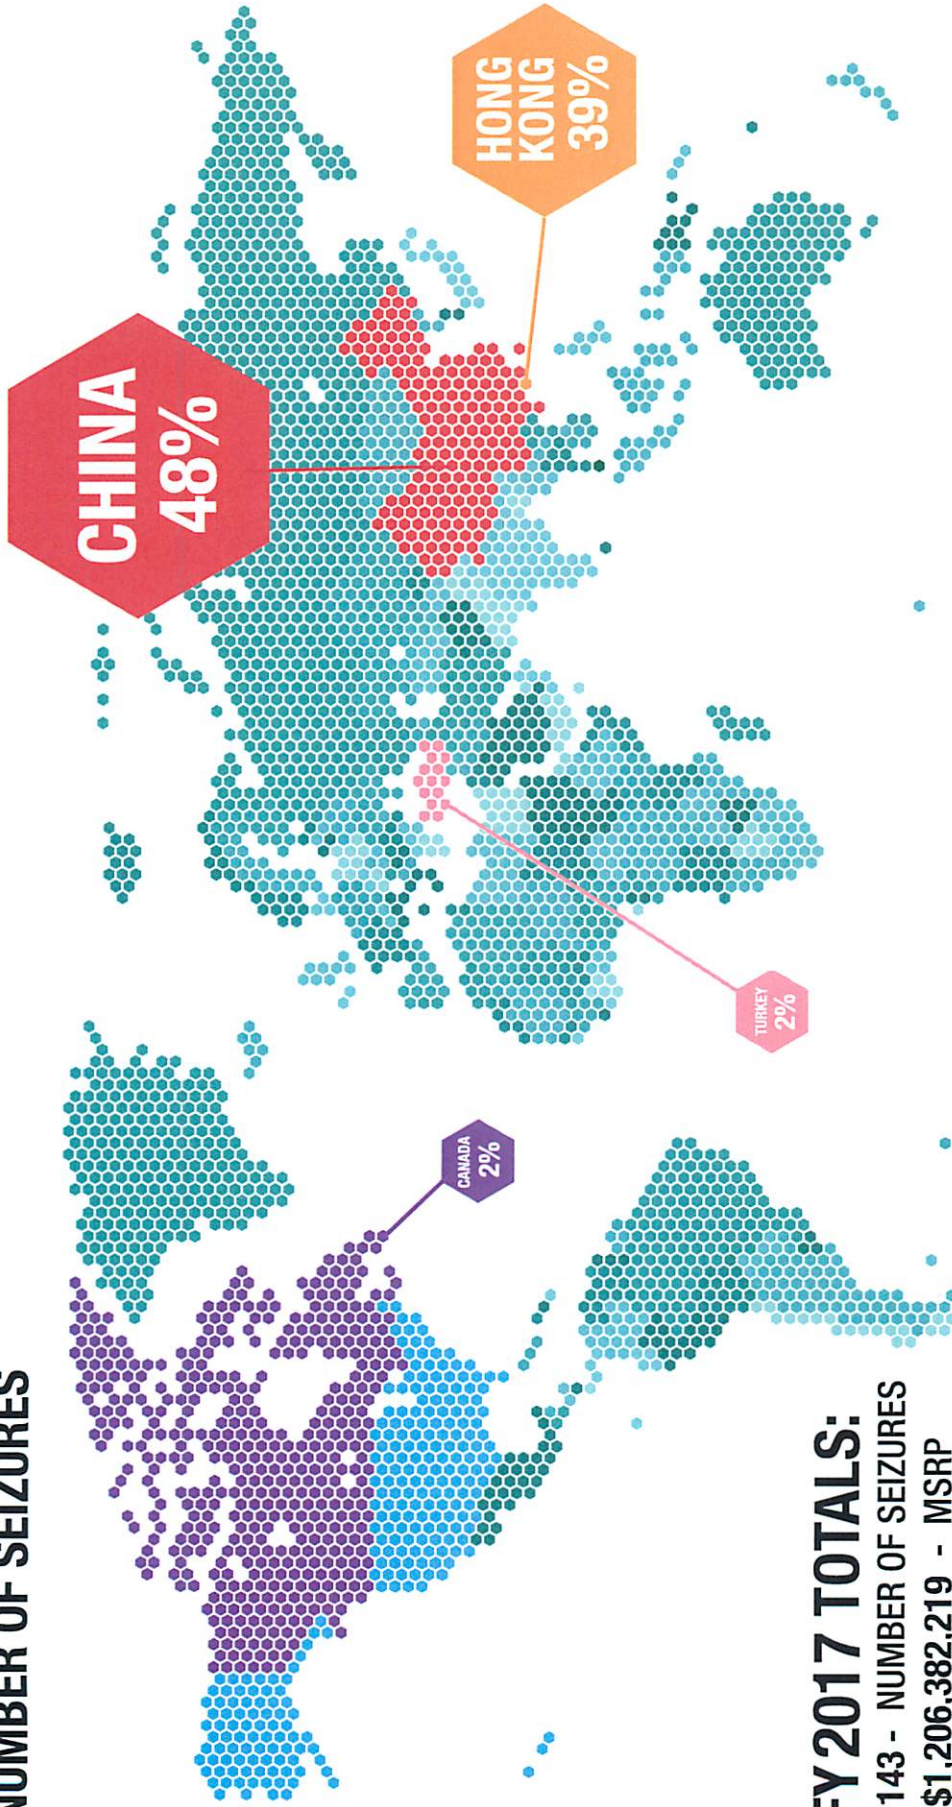 NUMBER OF SEIZURES
CHINA
48%
HONG
KONG
39%
CANADA
2%
TURKEY
2%
FY 2017 TOTALS:
143 - NUMBER OF SEIZURES
$1,206,382,219 - MSRP